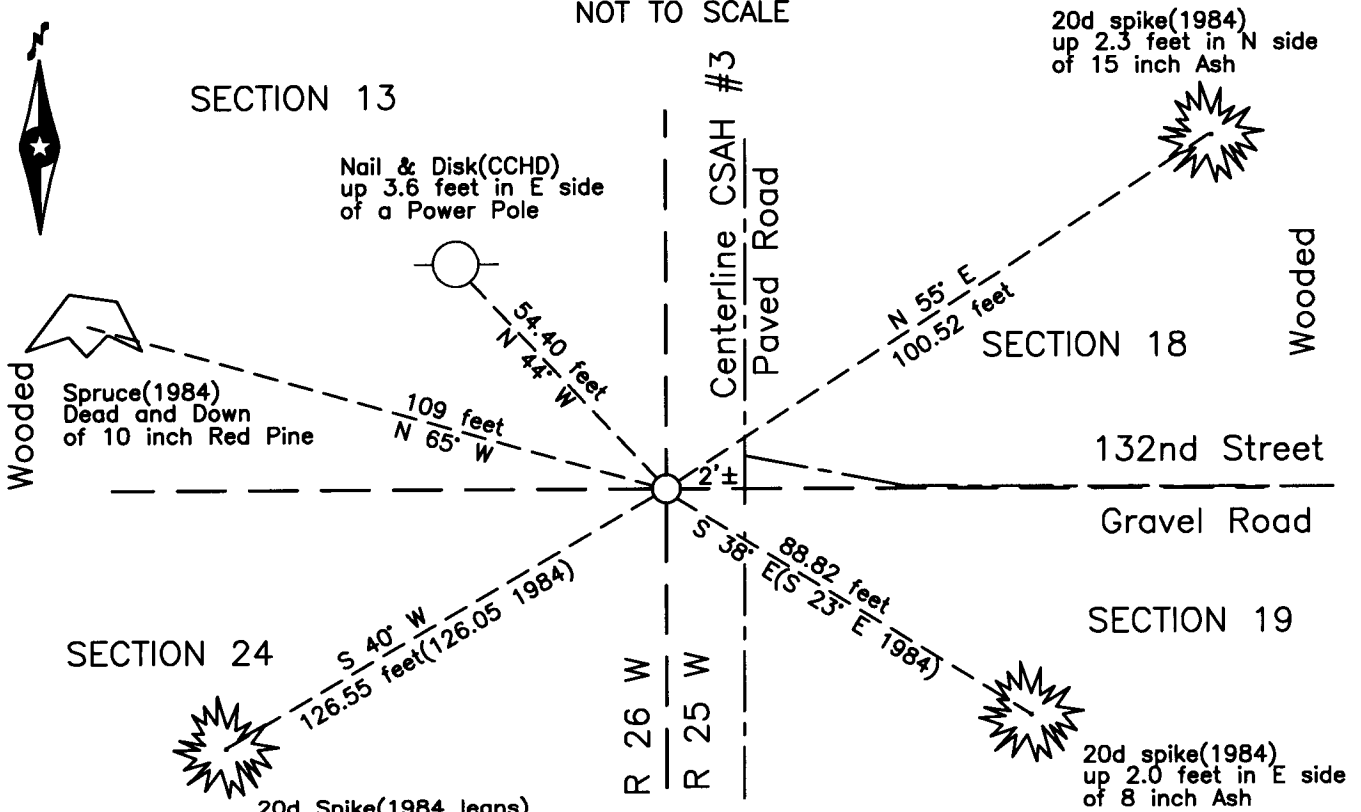 NOT TO SCALE
N
SECTION 13
20d spike(1984)
up 2.3 feet in N side
of 15 inch Ash
Nail & Disk(CCHD)
up 3.6 feet in E side
of a Power Pole
Centerline CSAH #3
Paved Road
Wooded
54.40 feet
N 44° W
N 55° E
100.52 feet
SECTION 18
Wooded
Spruce(1984)
Dead and Down
of 10 inch Red Pine
109 feet
N 65° W
132nd Street
2'±
Gravel Road
88.82 feet
S 38° E(S 23° E 1984)
SECTION 24
S 40° W
126.55 feet(126.05 1984)
SECTION 19
R 26 W
R 25 W
20d spike(1984)
up 2.0 feet in E side
of 8 inch Ash
20d Spike(1984 leans)